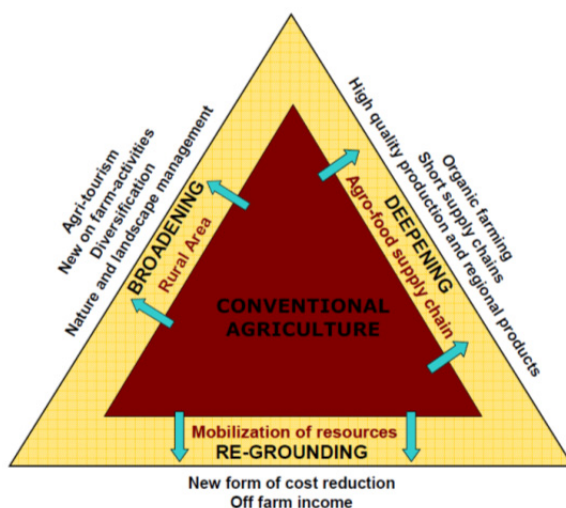 Agri-tourism
New on farm-activities
Diversification
Nature and landscape management
BROADENING
Rural Area
Organic farming
Short supply chains
High quality production and regional products
DEEPENING
Agro-food supply chain
CONVENTIONAL
AGRICULTURE
Mobilization of resources
RE-GROUNDING
New form of cost reduction
Off farm income